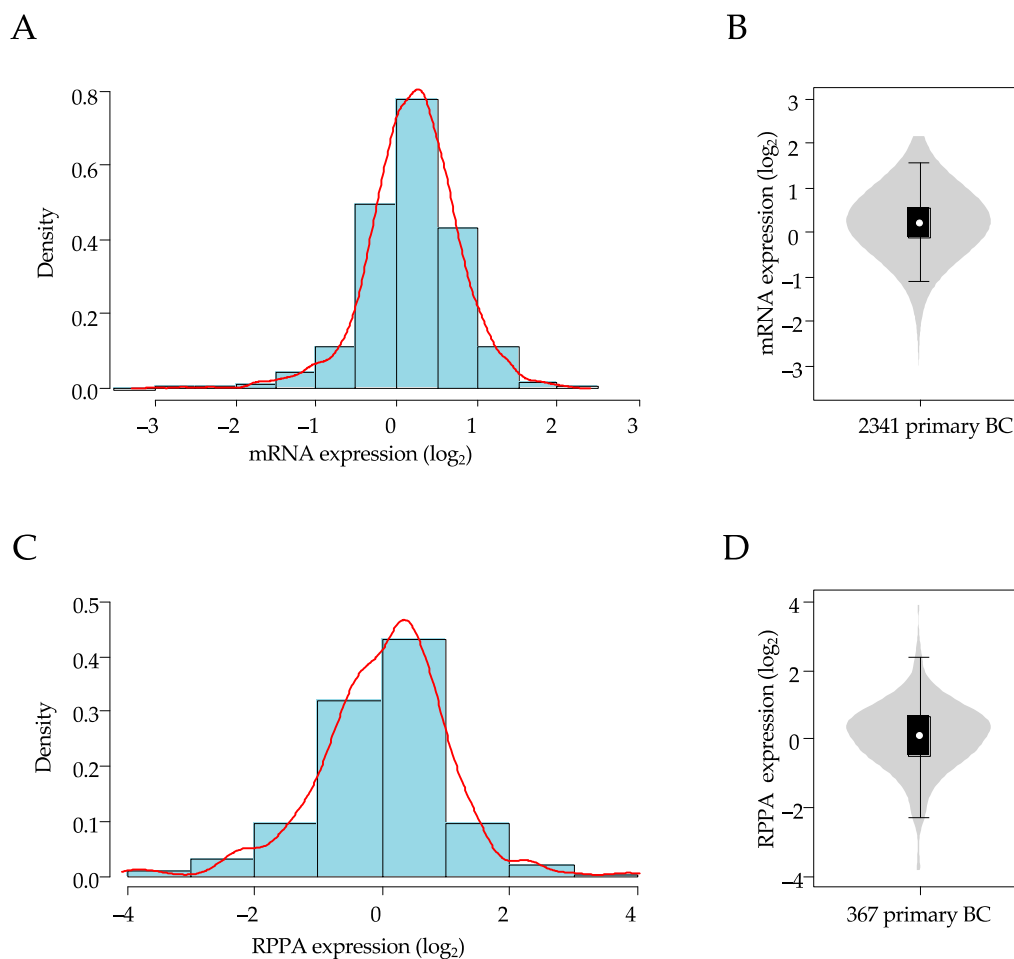 A
B
0.8
0.6
0.4
0.2
0.0
Density
−3 −2 −1 0 1 2 3
mRNA expression (log₂)
3
2
1
0
−1
−2
−3
mRNA expression (log₂)
2341 primary BC
C
D
0.5
0.4
0.3
0.2
0.1
0.0
Density
−4 −2 0 2 4
RPPA expression (log₂)
4
2
0
−2
−4
RPPA expression (log₂)
367 primary BC